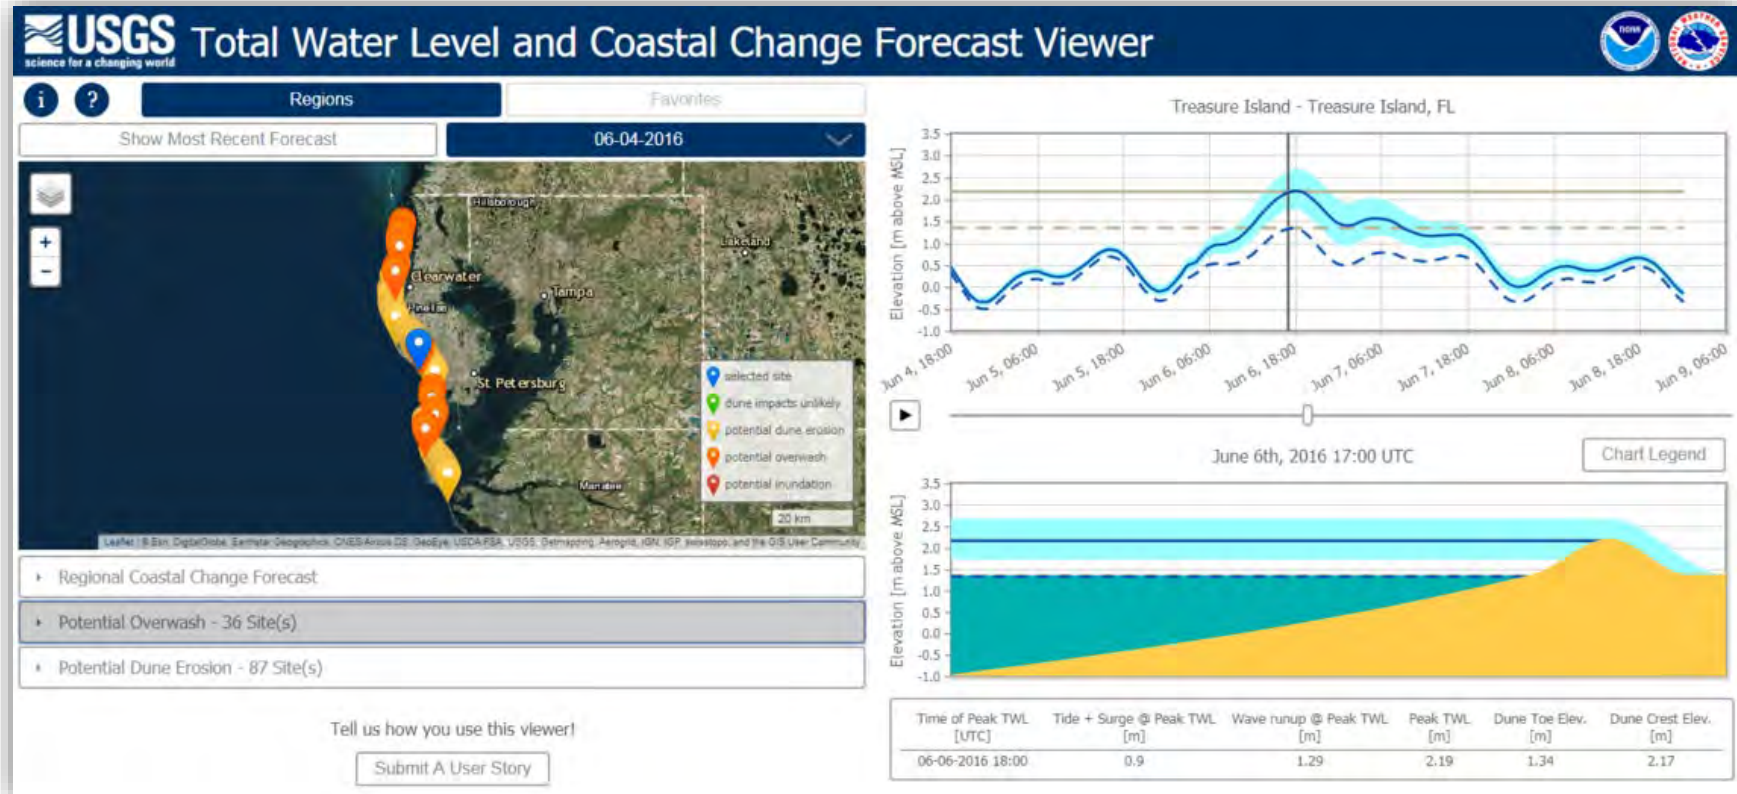 USGS
science for a changing world
Total Water Level and Coastal Change Forecast Viewer
NOAA
NATIONAL WEATHER SERVICE
i
?
Regions
Favorites
Show Most Recent Forecast
06-04-2016
+
−
Hillsborough
Lakeland
Clearwater
Tampa
Pinellas
St Petersburg
Manatee
selected site
dune impacts unlikely
potential dune erosion
potential overwash
potential inundation
20 km
Leaflet
Regional Coastal Change Forecast
Potential Overwash - 36 Site(s)
Potential Dune Erosion - 87 Site(s)
Tell us how you use this viewer!
Submit A User Story
Treasure Island - Treasure Island, FL
Elevation [m above MSL]
3.5
3.0
2.5
2.0
1.5
1.0
0.5
0.0
-0.5
-1.0
Jun 4, 18:00
Jun 5, 06:00
Jun 5, 18:00
Jun 6, 06:00
Jun 6, 18:00
Jun 7, 06:00
Jun 7, 18:00
Jun 8, 06:00
Jun 8, 18:00
Jun 9, 06:00
June 6th, 2016 17:00 UTC
Chart Legend
Elevation [m above MSL]
3.5
3.0
2.5
2.0
1.5
1.0
0.5
0.0
-0.5
-1.0
Time of Peak TWL Tide + Surge @ Peak TWL Wave runup @ Peak TWL Peak TWL Dune Toe Elev. Dune Crest Elev.
[UTC] [m] [m] [m] [m] [m]
06-06-2016 18:00 0.9 1.29 2.19 1.34 2.17